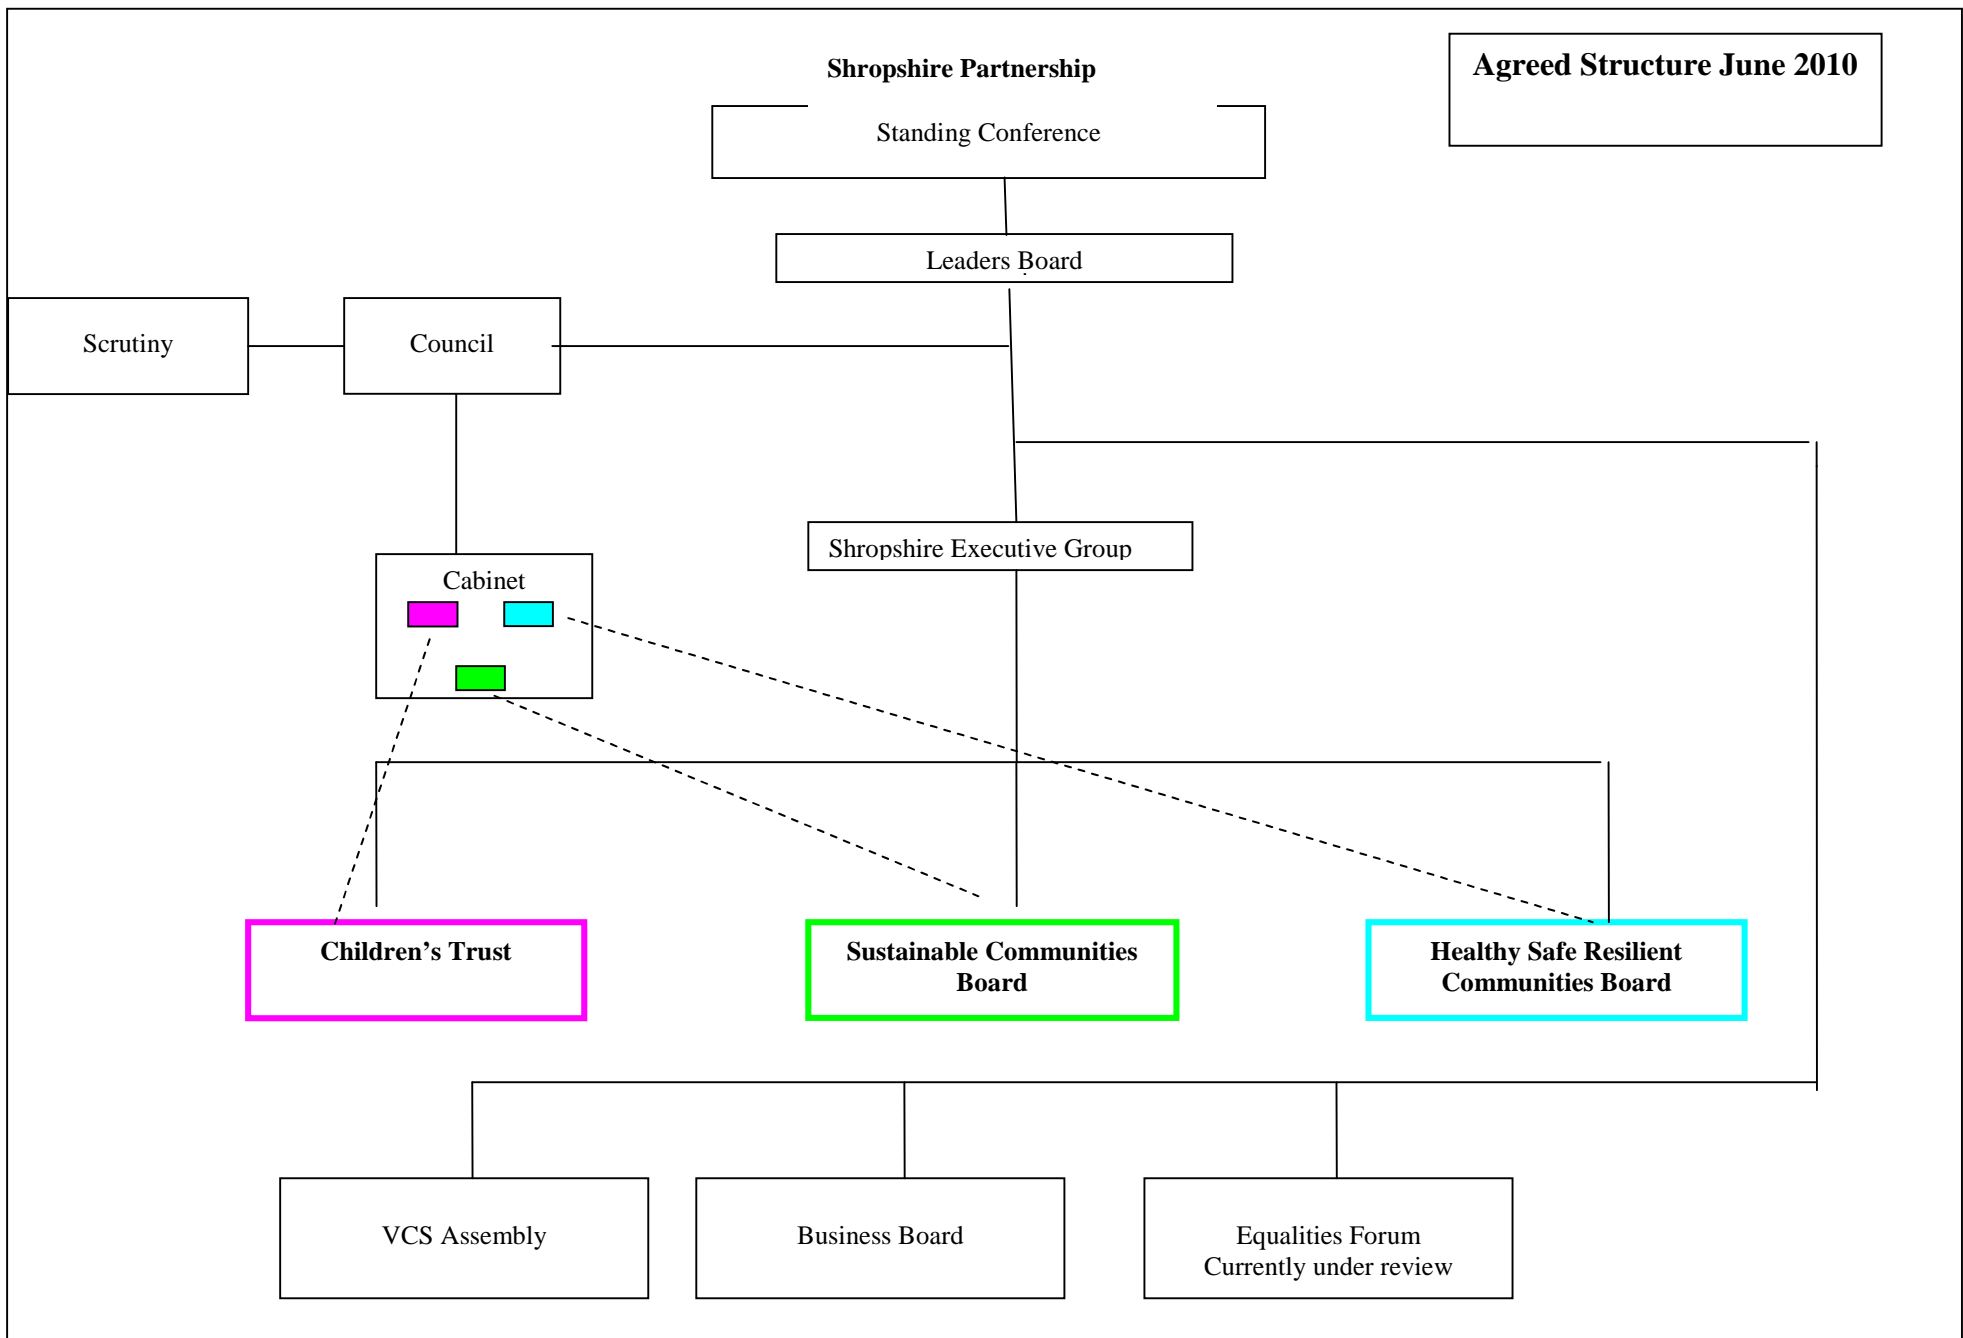 Shropshire Partnership
Agreed Structure June 2010
Standing Conference
Leaders Board
Scrutiny
Council
Shropshire Executive Group
Cabinet
Children's Trust
Sustainable Communities
Board
Healthy Safe Resilient
Communities Board
VCS Assembly
Business Board
Equalities Forum
Currently under review